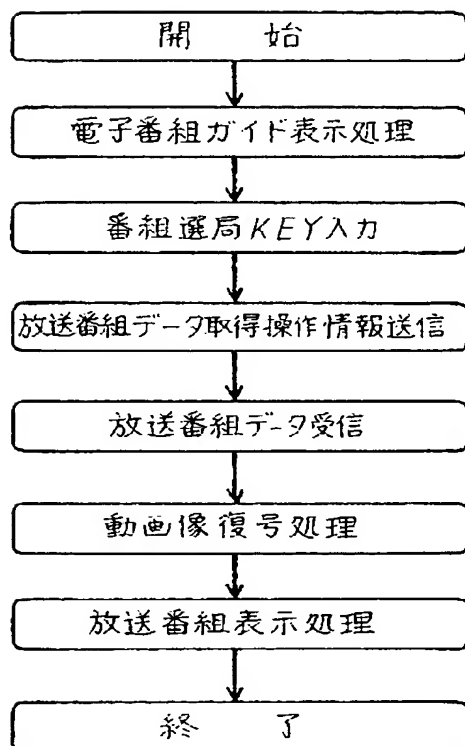 開 始
電子番組ガイド表示処理
番組選局KEY入力
放送番組データ取得操作情報送信
放送番組データ受信
動画像復号処理
放送番組表示処理
終 了